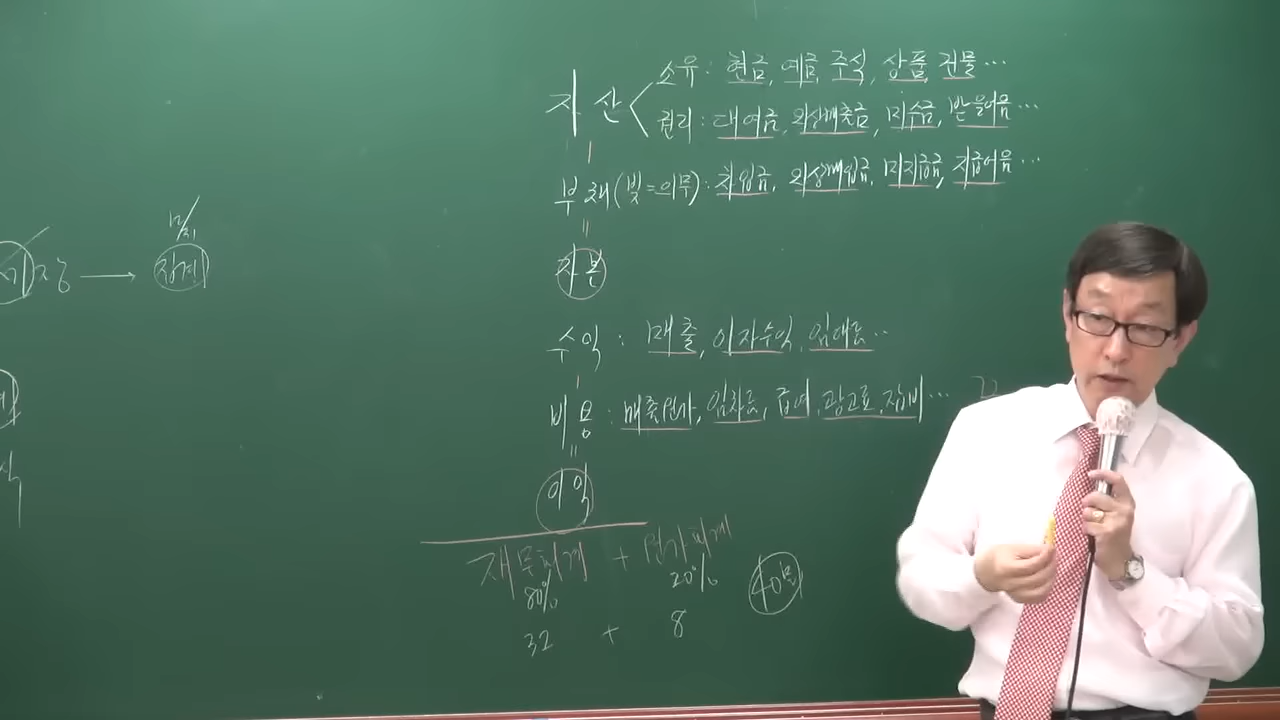 소유: 현금, 예금, 주식, 상품, 건물…
자산
권리: 대여금, 외상매출금, 미수금, 받을어음…
부채(빚=의무): 차입금, 외상매입금, 미지급금, 지급어음…
자본
집계
수익: 매출, 이자수익, 임대료…
비용: 매출원가, 임차료, 급여, 광고료, 잡비…
이익
재무회계 + 원가회계
80% 20%
40문
32 + 8